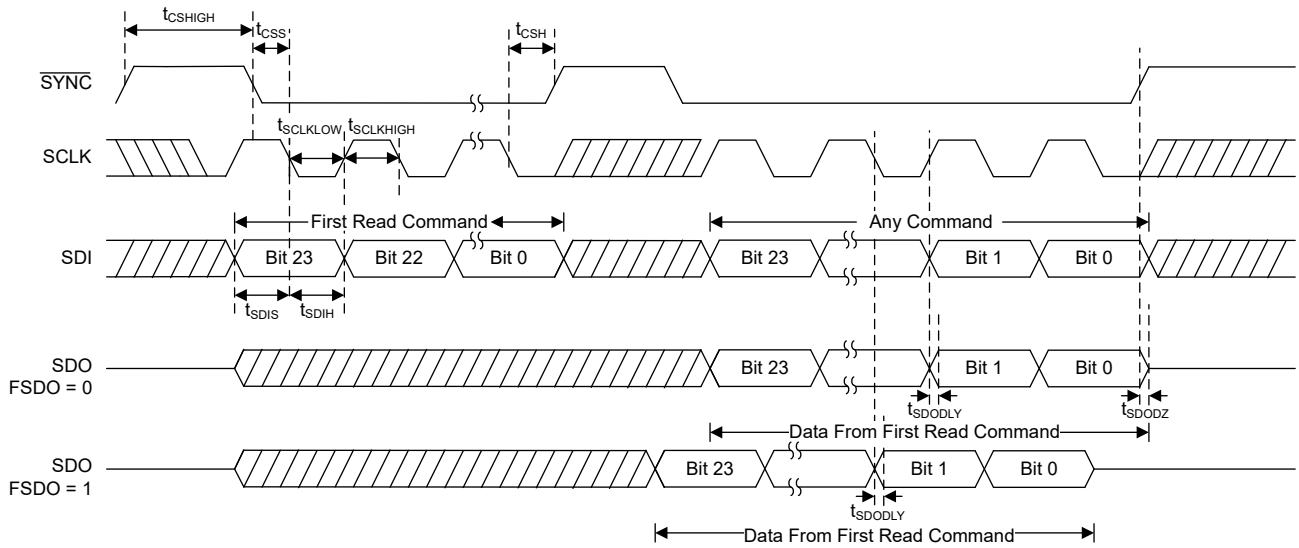 tCSHIGH
tCSS
tCSH
SYNC
tSCLKLOW tSCLKHIGH
SCLK
First Read Command Any Command
SDI Bit 23 Bit 22 Bit 0 Bit 23 Bit 1 Bit 0
tSDIS tSDIH
SDO
FSDO = 0
Bit 23 Bit 1 Bit 0
tSDODLY tSDODZ
Data From First Read Command
SDO
FSDO = 1
Bit 23 Bit 1 Bit 0
tSDODLY
Data From First Read Command